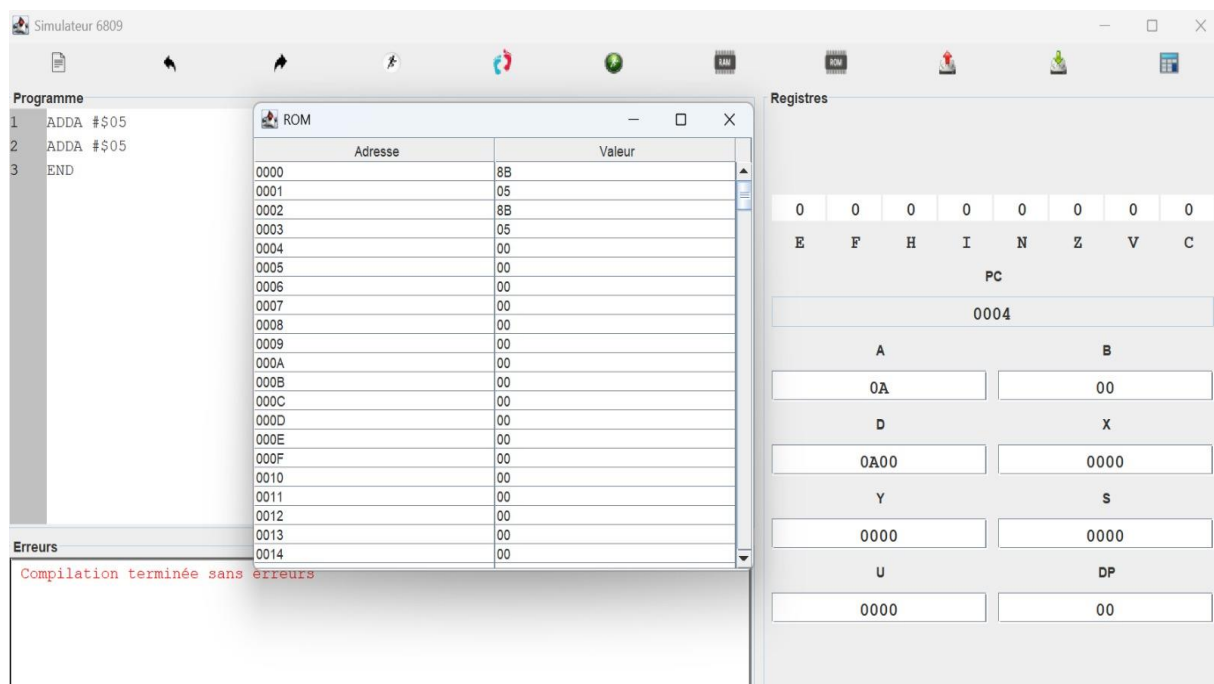 Simulateur 6809
RAM
ROM
Programme
1 ADDA #$05
2 ADDA #$05
3 END
ROM
Adresse Valeur
0000 8B
0001 05
0002 8B
0003 05
0004 00
0005 00
0006 00
0007 00
0008 00
0009 00
000A 00
000B 00
000C 00
000D 00
000E 00
000F 00
0010 00
0011 00
0012 00
0013 00
0014 00
Erreurs
Compilation terminée sans erreurs
Registres
0 0 0 0 0 0 0 0
E F H I N Z V C
PC
0004
A B
0A 00
D X
0A00 0000
Y S
0000 0000
U DP
0000 00